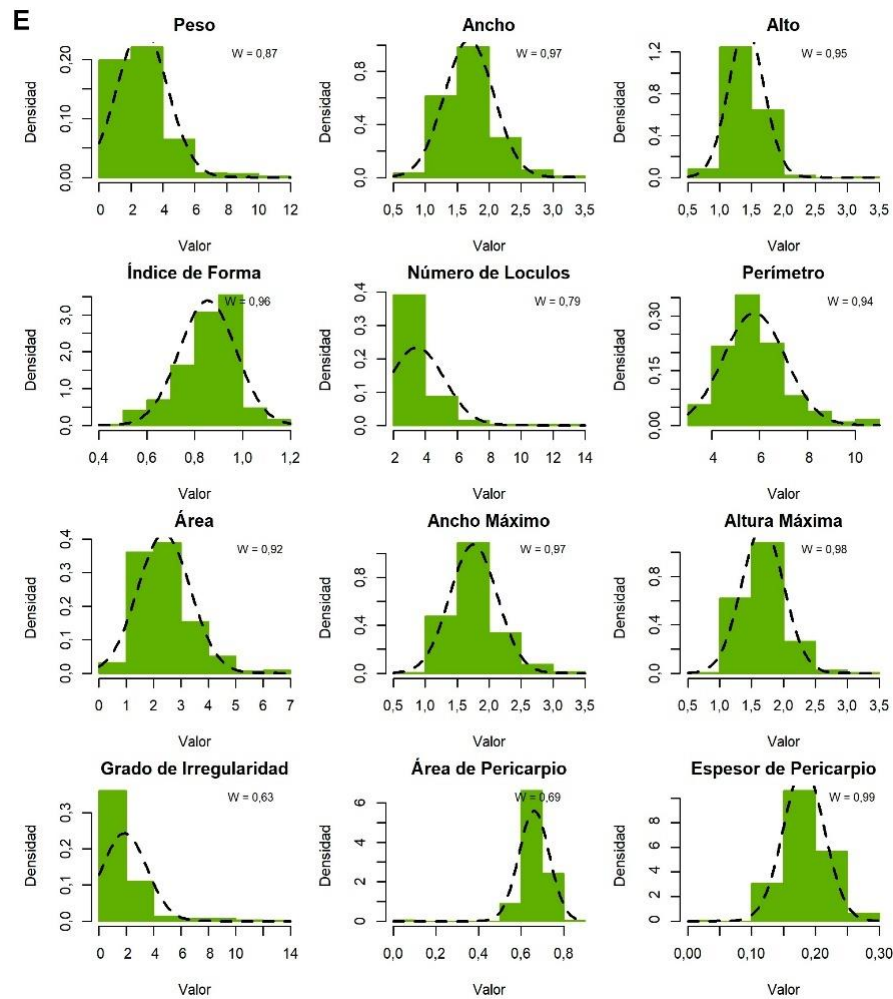 E
Peso
W = 0,87
Densidad
0,00 0,10 0,20
0 2 4 6 8 10 12
Valor
Ancho
W = 0,97
Densidad
0,0 0,4 0,8
0,5 1,0 1,5 2,0 2,5 3,0 3,5
Valor
Alto
W = 0,95
Densidad
0,0 0,4 0,8 1,2
0,5 1,0 1,5 2,0 2,5 3,0 3,5
Valor
Índice de Forma
W = 0,96
Densidad
0,0 1,0 2,0 3,0
0,4 0,6 0,8 1,0 1,2
Valor
Número de Loculos
W = 0,79
Densidad
0,0 0,1 0,2 0,3 0,4
2 4 6 8 10 12 14
Valor
Perímetro
W = 0,94
Densidad
0,00 0,15 0,30
4 6 8 10
Valor
Área
W = 0,92
Densidad
0,0 0,1 0,2 0,3 0,4
0 1 2 3 4 5 6 7
Valor
Ancho Máximo
W = 0,97
Densidad
0,0 0,4 0,8
0,5 1,0 1,5 2,0 2,5 3,0 3,5
Valor
Altura Máxima
W = 0,98
Densidad
0,0 0,4 0,8
0,5 1,0 1,5 2,0 2,5 3,0 3,5
Valor
Grado de Irregularidad
W = 0,63
Densidad
0,0 0,1 0,2 0,3
0 2 4 6 8 10 14
Valor
Área de Pericarpio
W = 0,69
Densidad
0 2 4 6
0,0 0,2 0,4 0,6 0,8
Valor
Espesor de Pericarpio
W = 0,99
Densidad
0 2 4 6 8
0,00 0,10 0,20 0,30
Valor